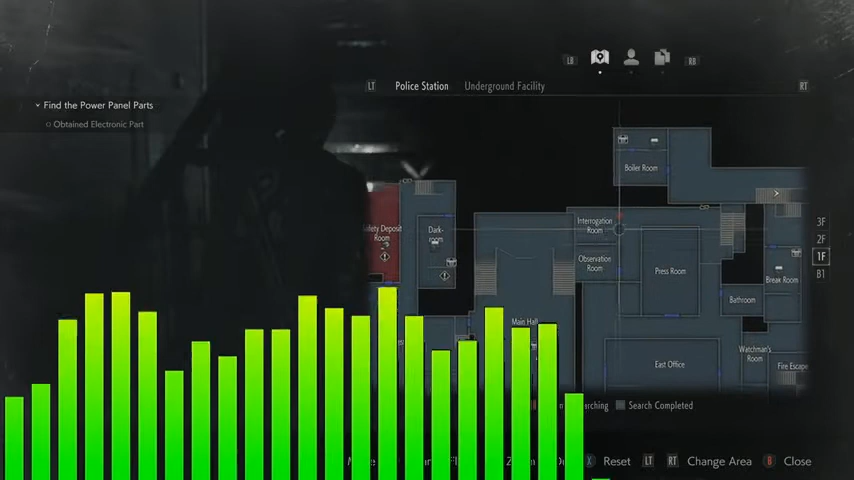 LB
RB
LT
Police Station
Underground Facility
RT
Find the Power Panel Parts
Obtained Electronic Part
Boiler Room
Interrogation
Room
Safety Deposit
Room
Dark-
room
Observation
Room
Press Room
Break Room
3F
2F
1F
B1
Bathroom
Main Hall
Watchman's
Room
East Office
Fire Escape
Search Completed
X
Reset
LT
RT
Change Area
B
Close